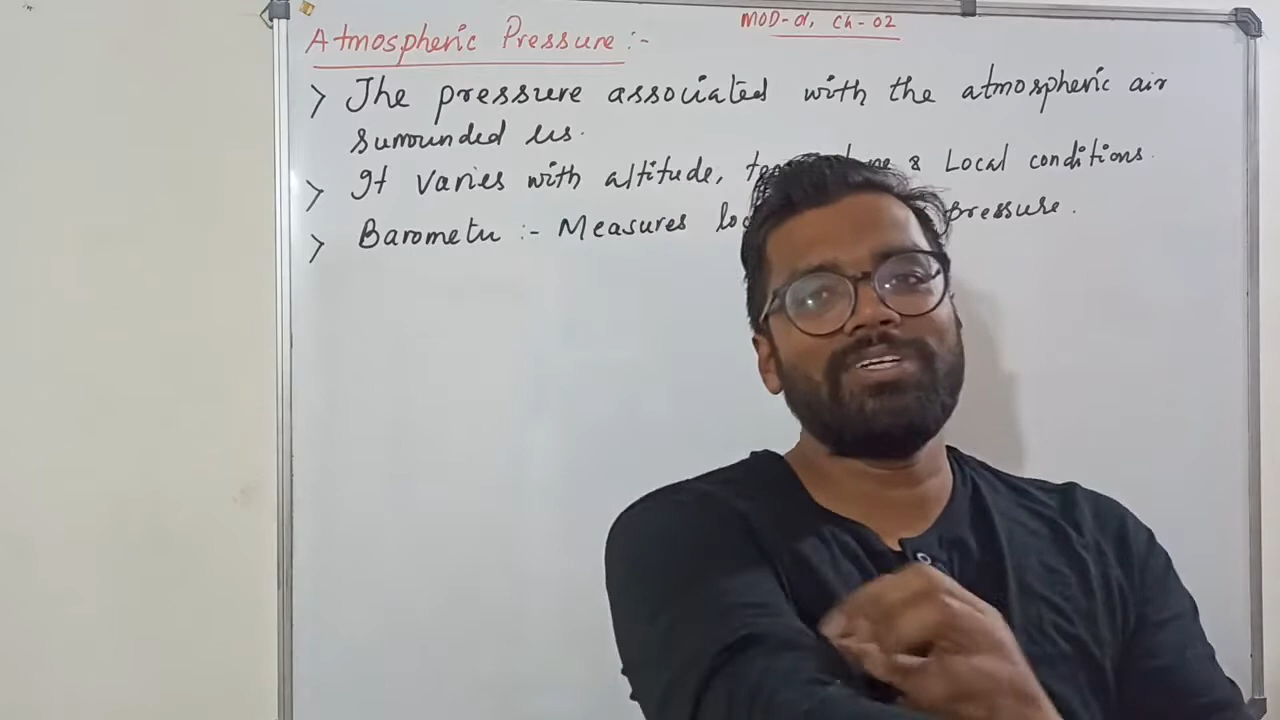 MOD-01, Ch-02
Atmospheric Pressure :-
> The pressure associated with the atmospheric air
surrounded us.
> It varies with altitude, & Local conditions.
> Barometer :- Measures pressure.